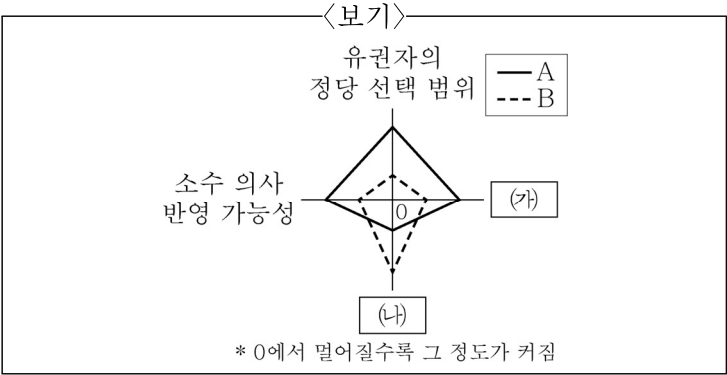 〈보기〉
유권자의
정당 선택 범위
A
B
소수 의사
반영 가능성
0
(가)
(나)
* 0에서 멀어질수록 그 정도가 커짐